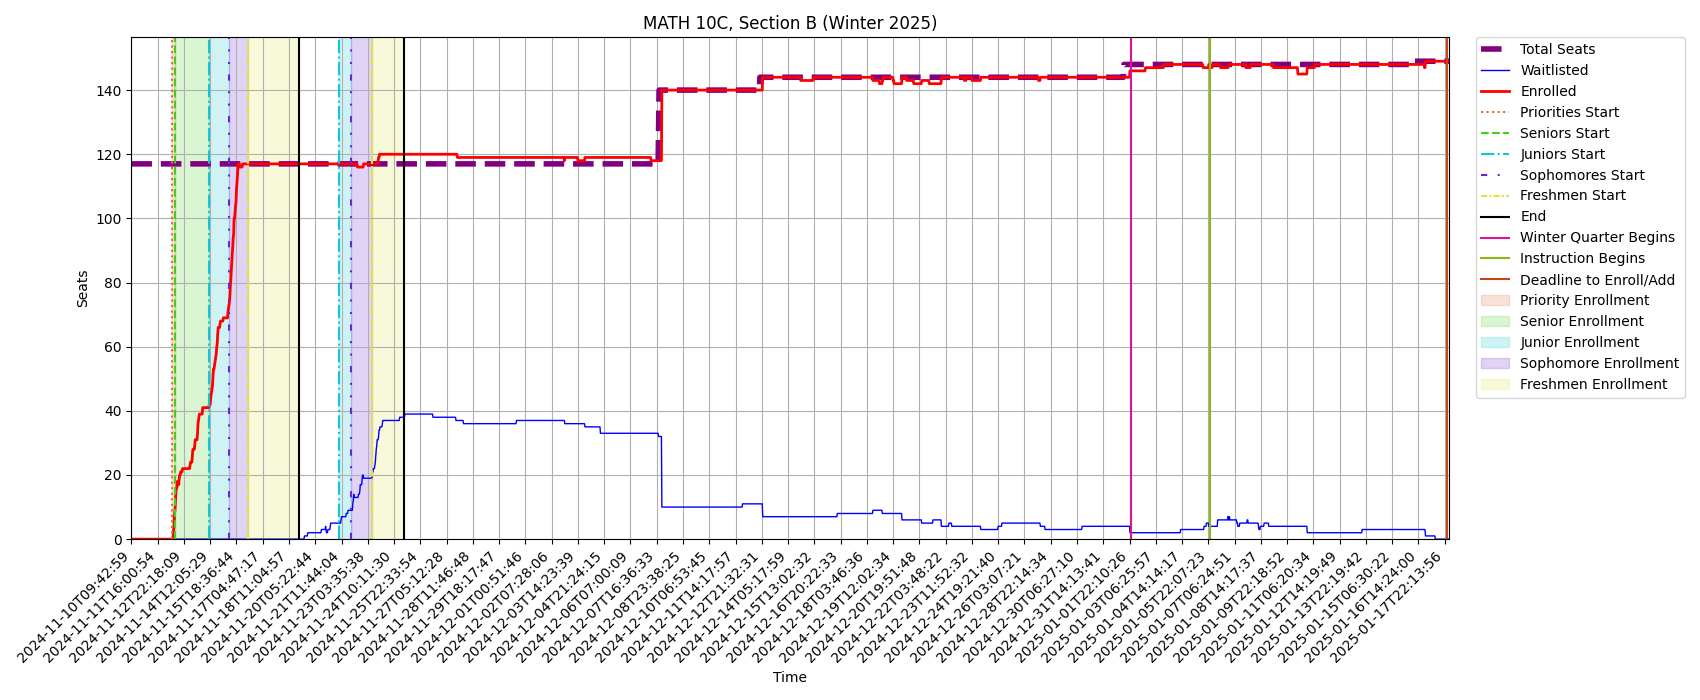 MATH 10C, Section B (Winter 2025)
Seats
140
120
100
80
60
40
20
0
2024-11-10T09:42:59
2024-11-11T16:00:54
2024-11-12T22:18:09
2024-11-14T12:05:29
2024-11-15T18:36:44
2024-11-17T04:47:17
2024-11-18T11:04:57
2024-11-20T05:22:44
2024-11-21T11:44:04
2024-11-23T03:35:38
2024-11-24T10:11:30
2024-11-25T22:33:54
2024-11-27T05:12:28
2024-11-28T11:46:48
2024-11-29T18:17:47
2024-12-01T00:51:46
2024-12-02T07:28:06
2024-12-03T14:23:39
2024-12-04T21:24:15
2024-12-06T07:00:09
2024-12-07T16:36:33
2024-12-08T23:38:25
2024-12-10T06:53:45
2024-12-11T14:17:57
2024-12-12T21:32:31
2024-12-14T05:17:59
2024-12-15T13:02:32
2024-12-16T20:22:33
2024-12-18T03:46:36
2024-12-19T12:02:34
2024-12-20T19:51:48
2024-12-22T03:48:22
2024-12-23T11:52:32
2024-12-24T19:21:40
2024-12-26T03:07:21
2024-12-28T22:14:34
2024-12-30T06:27:10
2024-12-31T14:13:41
2025-01-01T22:10:26
2025-01-03T06:25:57
2025-01-04T14:14:17
2025-01-05T22:07:23
2025-01-07T06:24:51
2025-01-08T14:17:37
2025-01-09T22:18:52
2025-01-11T06:20:34
2025-01-12T14:19:49
2025-01-13T22:19:42
2025-01-15T06:30:22
2025-01-16T14:24:00
2025-01-17T22:13:56
Time
Total Seats
Waitlisted
Enrolled
Priorities Start
Seniors Start
Juniors Start
Sophomores Start
Freshmen Start
End
Winter Quarter Begins
Instruction Begins
Deadline to Enroll/Add
Priority Enrollment
Senior Enrollment
Junior Enrollment
Sophomore Enrollment
Freshmen Enrollment